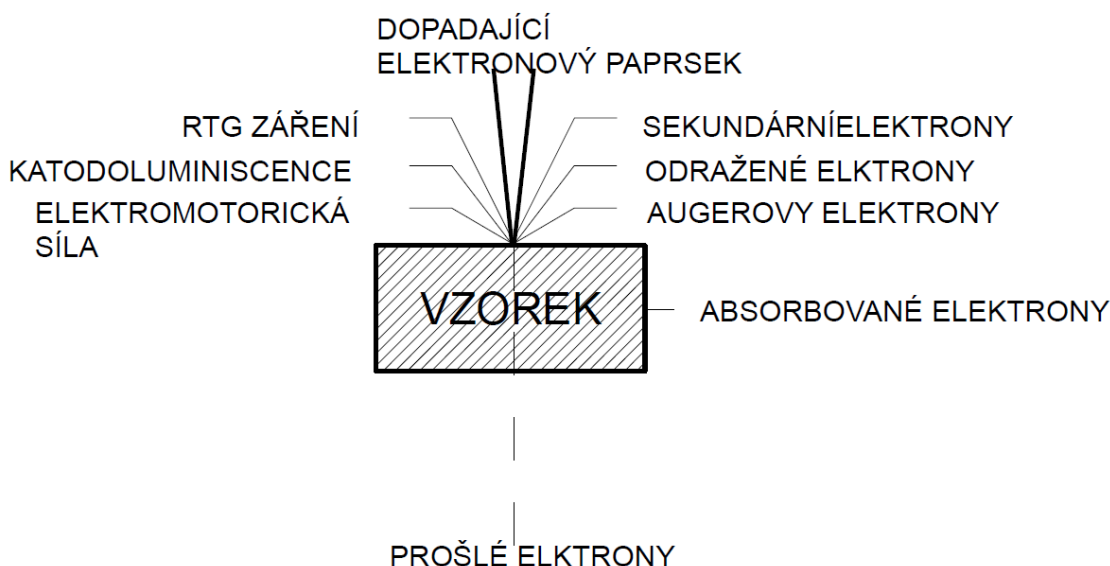 DOPADAJÍCÍ
ELEKTRONOVÝ PAPRSEK
RTG ZÁŘENÍ
SEKUNDÁRNÍELEKTRONY
KATODOLUMINISCENCE
ODRAŽENÉ ELKTRONY
ELEKTROMOTORICKÁ
SÍLA
AUGEROVY ELEKTRONY
VZOREK
ABSORBOVANÉ ELEKTRONY
PROŠLÉ ELKTRONY